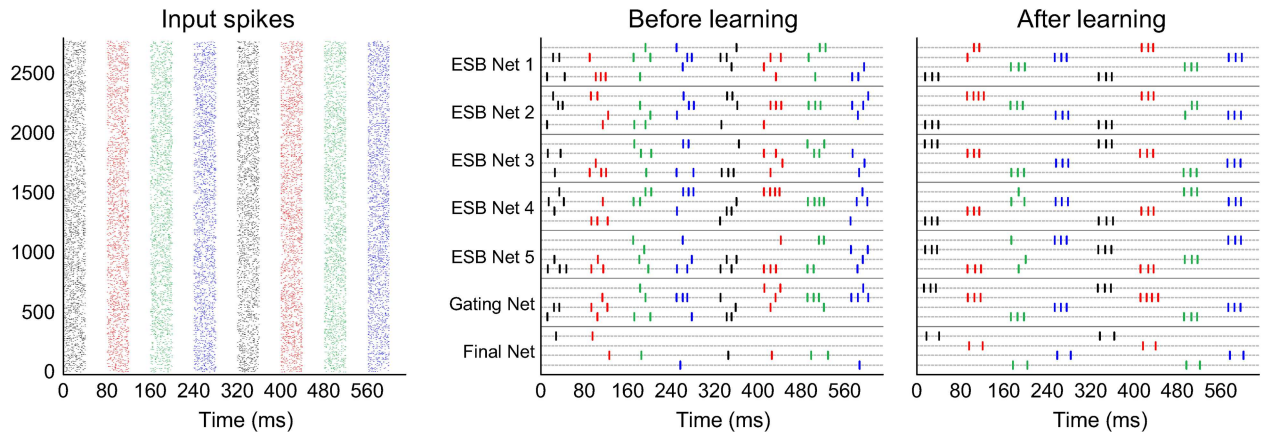 Input spikes
2500
2000
1500
1000
500
0
0 80 160 240 320 400 480 560
Time (ms)
Before learning
ESB Net 1
ESB Net 2
ESB Net 3
ESB Net 4
ESB Net 5
Gating Net
Final Net
0 80 160 240 320 400 480 560
Time (ms)
After learning
0 80 160 240 320 400 480 560
Time (ms)